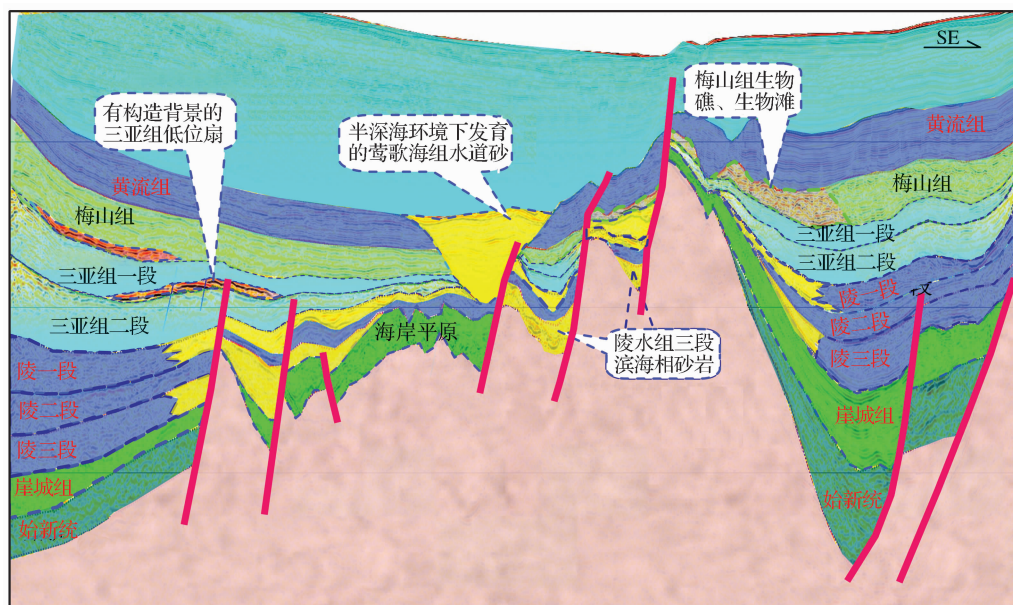 SE
梅山组生物
礁、生物滩
有构造背景的
三亚组低位扇
半深海环境下发育
的莺歌海组水道砂
黄流组
黄流组
梅山组
梅山组
三亚组一段
三亚组一段
三亚组二段
三亚组二段
海岸平原
陵水组三段
滨海相砂岩
陵一段
陵二段
陵三段
陵一段
陵二段
陵三段
崖城组
崖城组
始新统
始新统